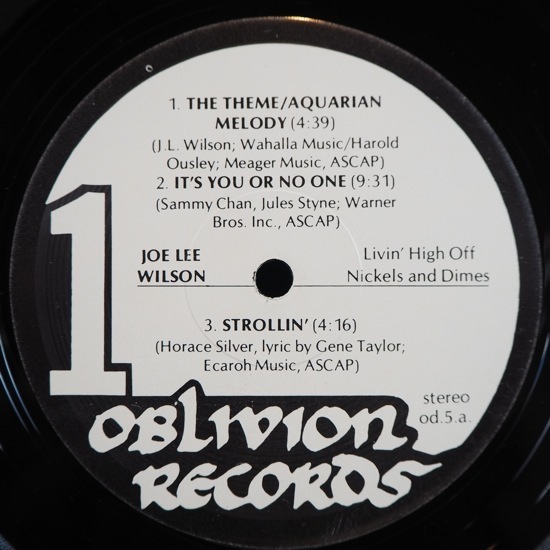 1. THE THEME/AQUARIAN
MELODY (4:39)
(J.L. Wilson; Wahalla Music/Harold
Ousley; Meager Music, ASCAP)
2. IT'S YOU OR NO ONE (9:31)
(Sammy Chan, Jules Styne; Warner
Bros. Inc., ASCAP)
1
JOE LEE
WILSON
Livin' High Off
Nickels and Dimes
3. STROLLIN' (4:16)
(Horace Silver, lyric by Gene Taylor;
Ecaroh Music, ASCAP)
stereo
od.5.a.
OBLIVION
RECORDS